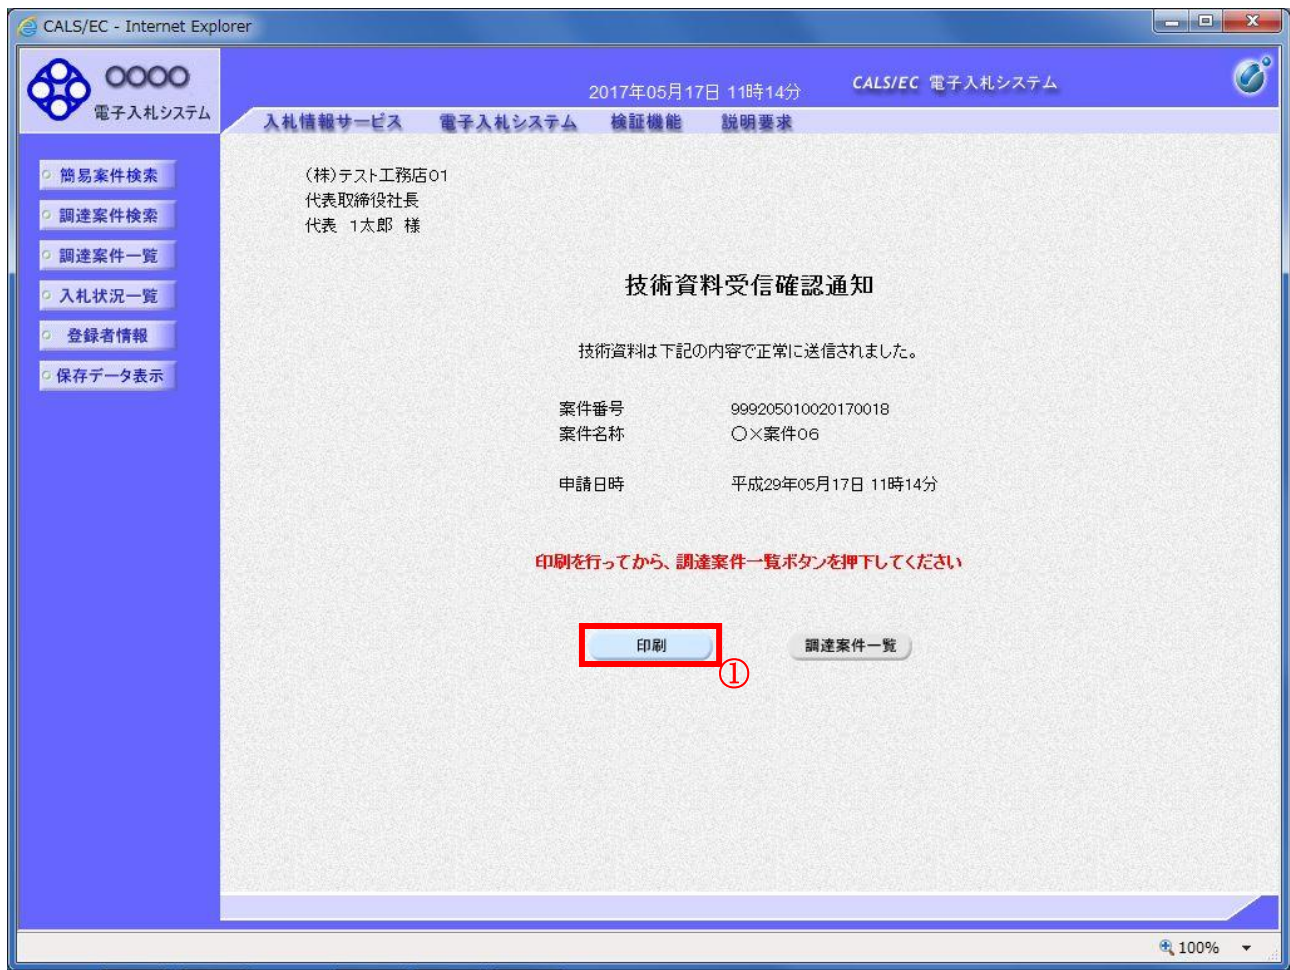 CALS/EC - Internet Explorer
〇〇〇〇
電子入札システム
2017年05月17日 11時14分
CALS/EC 電子入札システム
入札情報サービス 電子入札システム 検証機能 説明要求
簡易案件検索
調達案件検索
調達案件一覧
入札状況一覧
登録者情報
保存データ表示
(株)テスト工務店01
代表取締役社長
代表 1太郎 様
技術資料受信確認通知
技術資料は下記の内容で正常に送信されました。
案件番号 999205010020170018
案件名称 〇×案件06
申請日時 平成29年05月17日 11時14分
印刷を行ってから、調達案件一覧ボタンを押下してください
印刷 調達案件一覧
①
100%